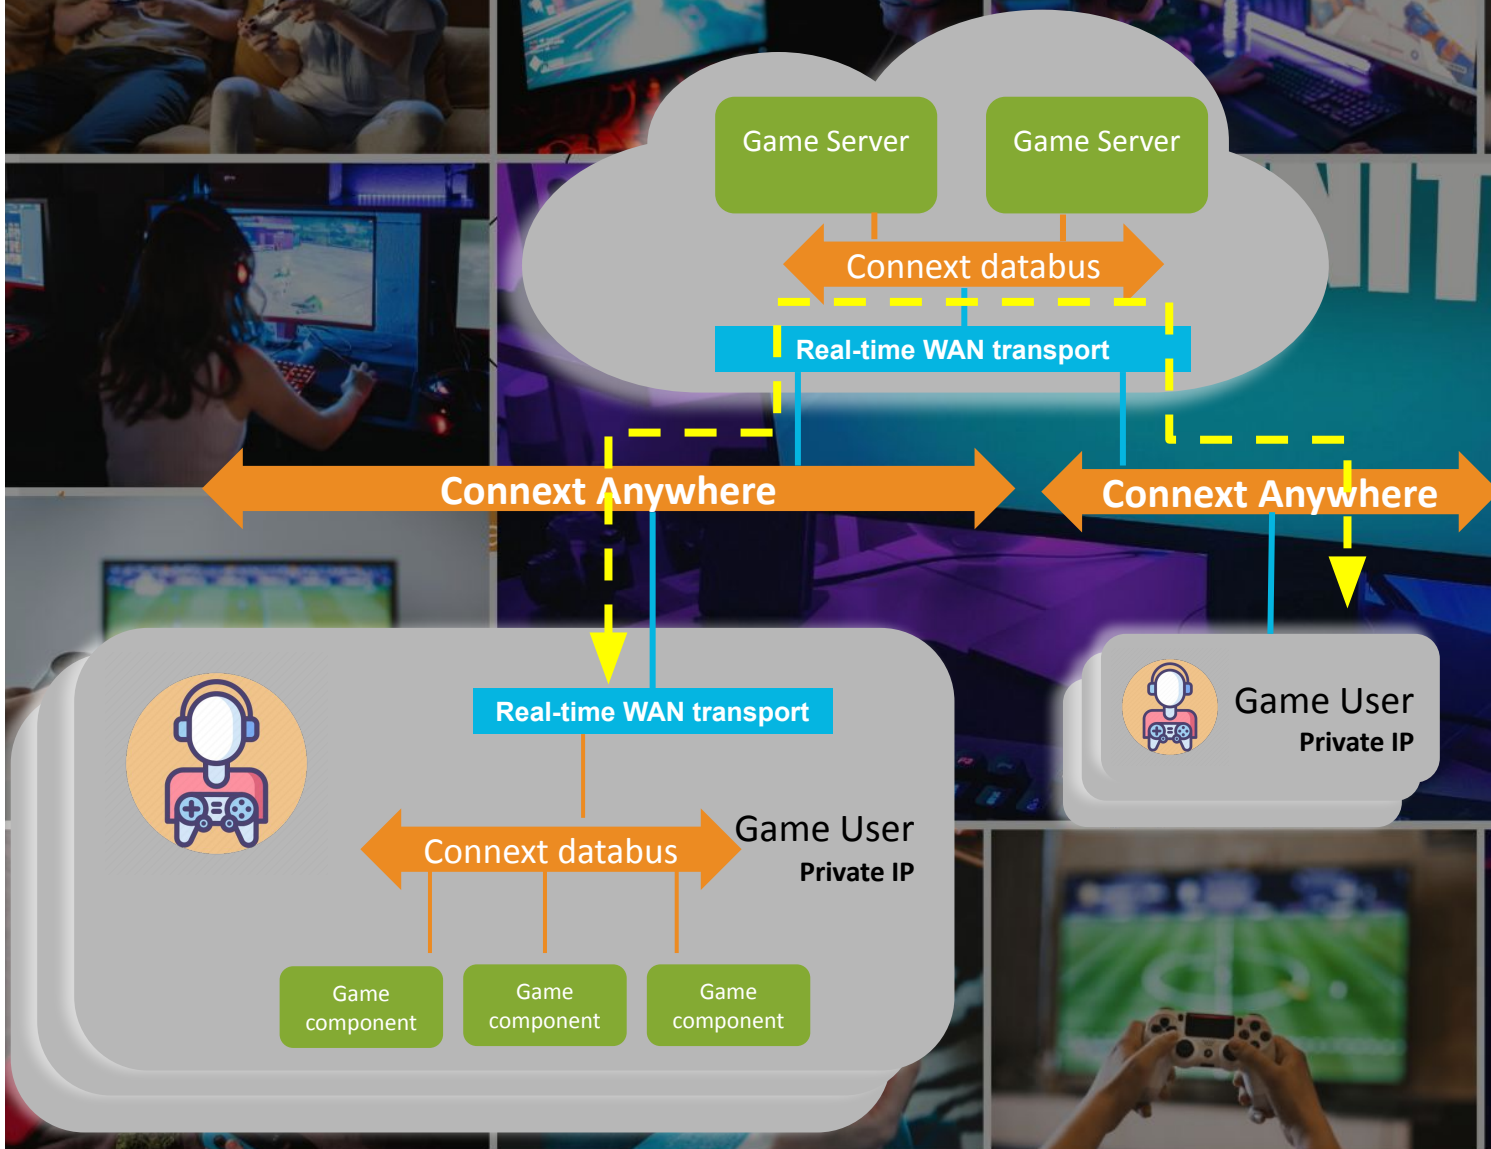 Game Server
Game Server
Connext databus
Real-time WAN transport
Connext Anywhere
Connext Anywhere
Real-time WAN transport
Game User
Private IP
Connext databus
Game User
Private IP
Game
component
Game
component
Game
component